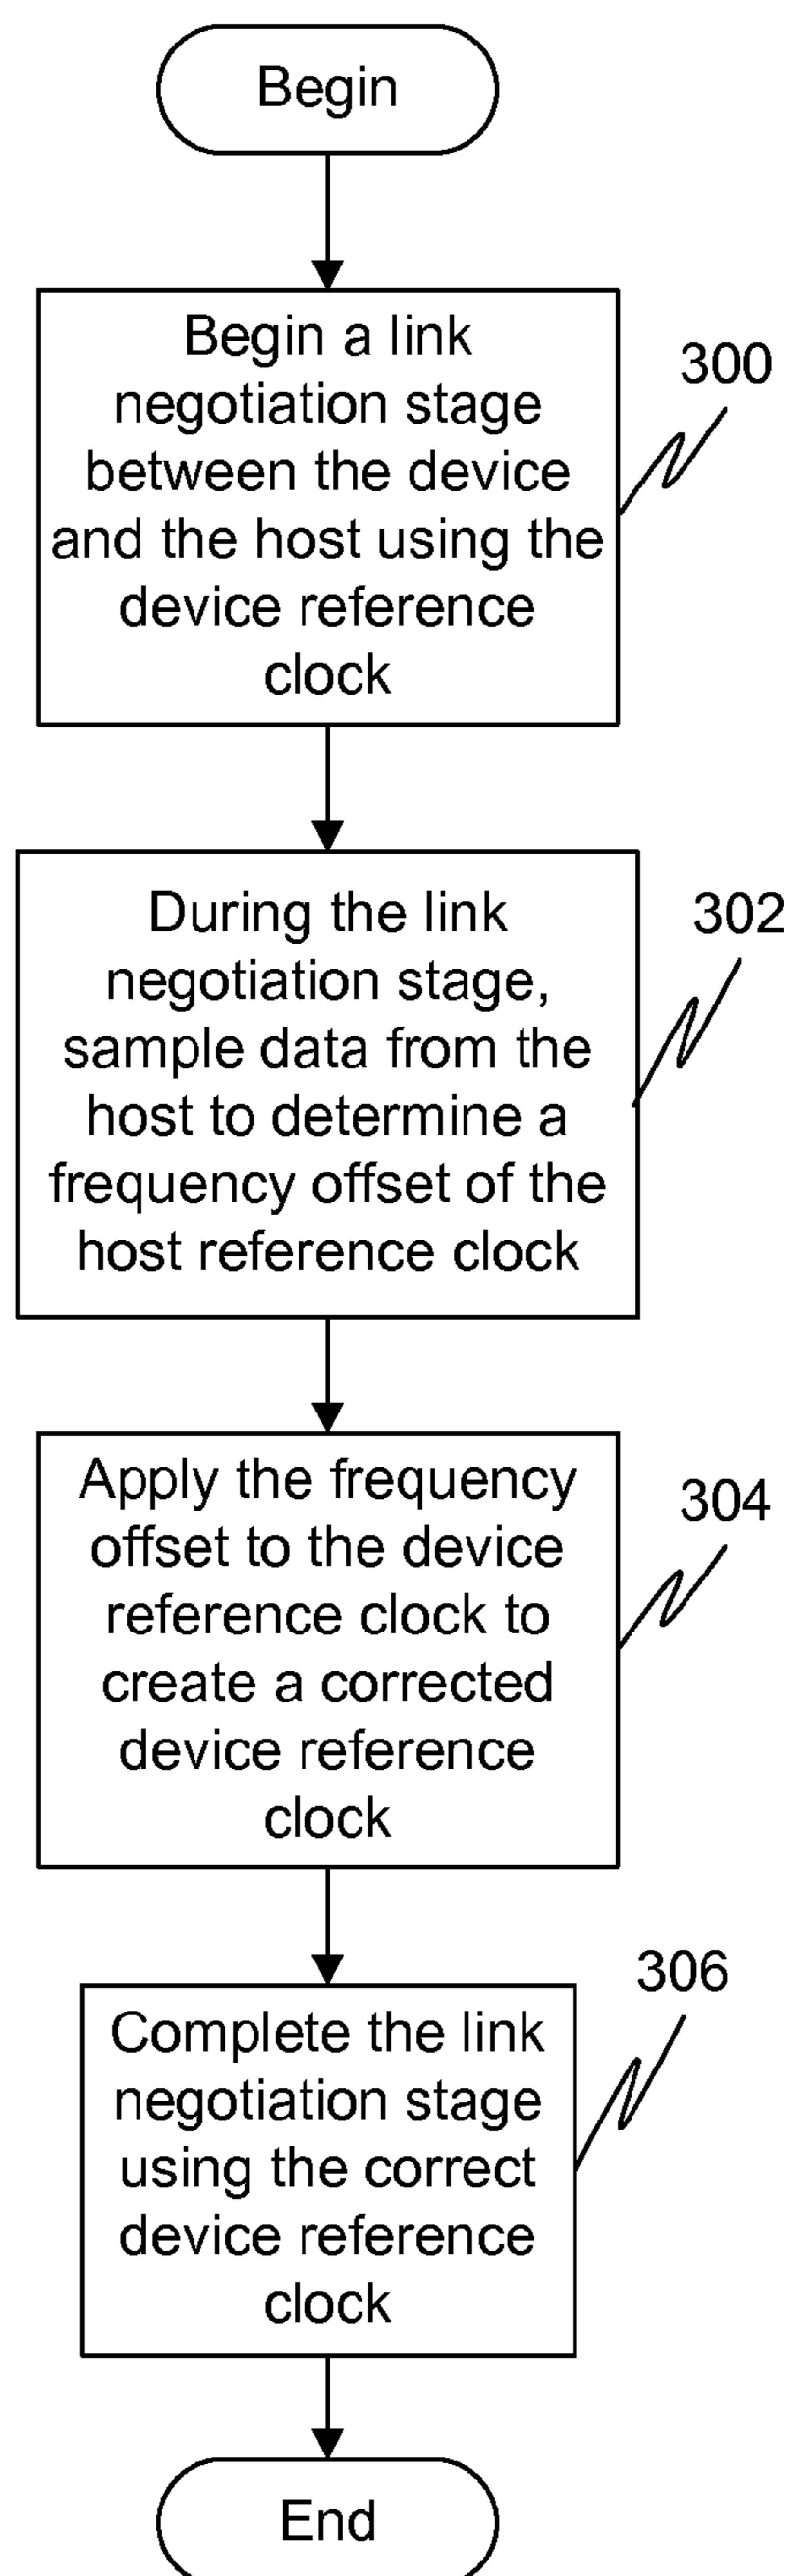 Begin
Begin a link
negotiation stage
between the device
and the host using the
device reference
clock
300
During the link
negotiation stage,
sample data from the
host to determine a
frequency offset of the
host reference clock
302
Apply the frequency
offset to the device
reference clock to
create a corrected
device reference
clock
304
Complete the link
negotiation stage
using the correct
device reference
clock
306
End